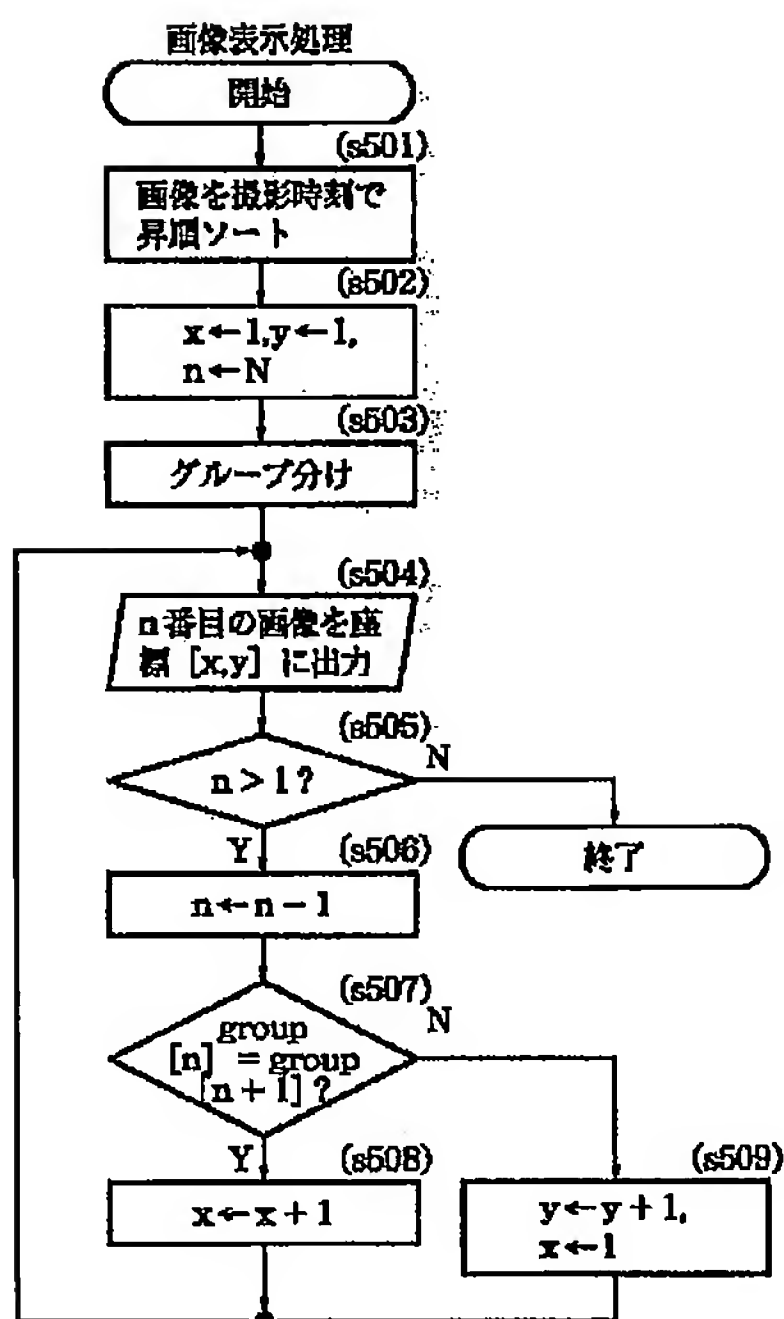 画像表示処理
開始
(s501)
画像を撮影時刻で
昇順ソート
(s502)
x←1,y←1,
n←N
(s503)
グループ分け
(s504)
n番目の画像を座
標 [x,y] に出力
(s505)
n>1?
N
Y
終了
(s506)
n←n-1
(s507)
group
[n] =group
[n+1]?
N
Y
(s508)
x←x+1
(s509)
y←y+1,
x←1